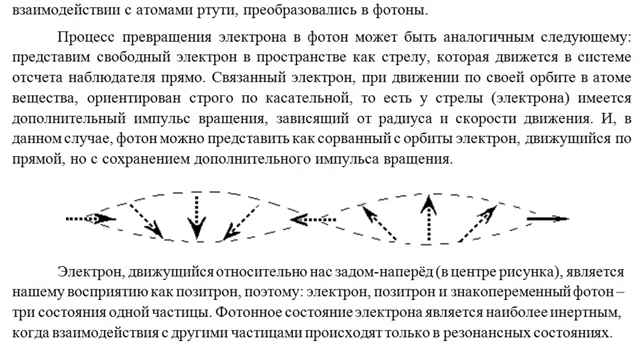 взаимодействии с атомами ртути, преобразовались в фотоны.
Процесс превращения электрона в фотон может быть аналогичным следующему:
представим свободный электрон в пространстве как стрелу, которая движется в системе
отсчета наблюдателя прямо. Связанный электрон, при движении по своей орбите в атоме
вещества, ориентирован строго по касательной, то есть у стрелы (электрона) имеется
дополнительный импульс вращения, зависящий от радиуса и скорости движения. И, в
данном случае, фотон можно представить как сорванный с орбиты электрон, движущийся по
прямой, но с сохранением дополнительного импульса вращения.
Электрон, движущийся относительно нас задом-наперёд (в центре рисунка), является
нашему восприятию как позитрон, поэтому: электрон, позитрон и знакопеременный фотон –
три состояния одной частицы. Фотонное состояние электрона является наиболее инертным,
когда взаимодействия с другими частицами происходят только в резонансных состояниях.